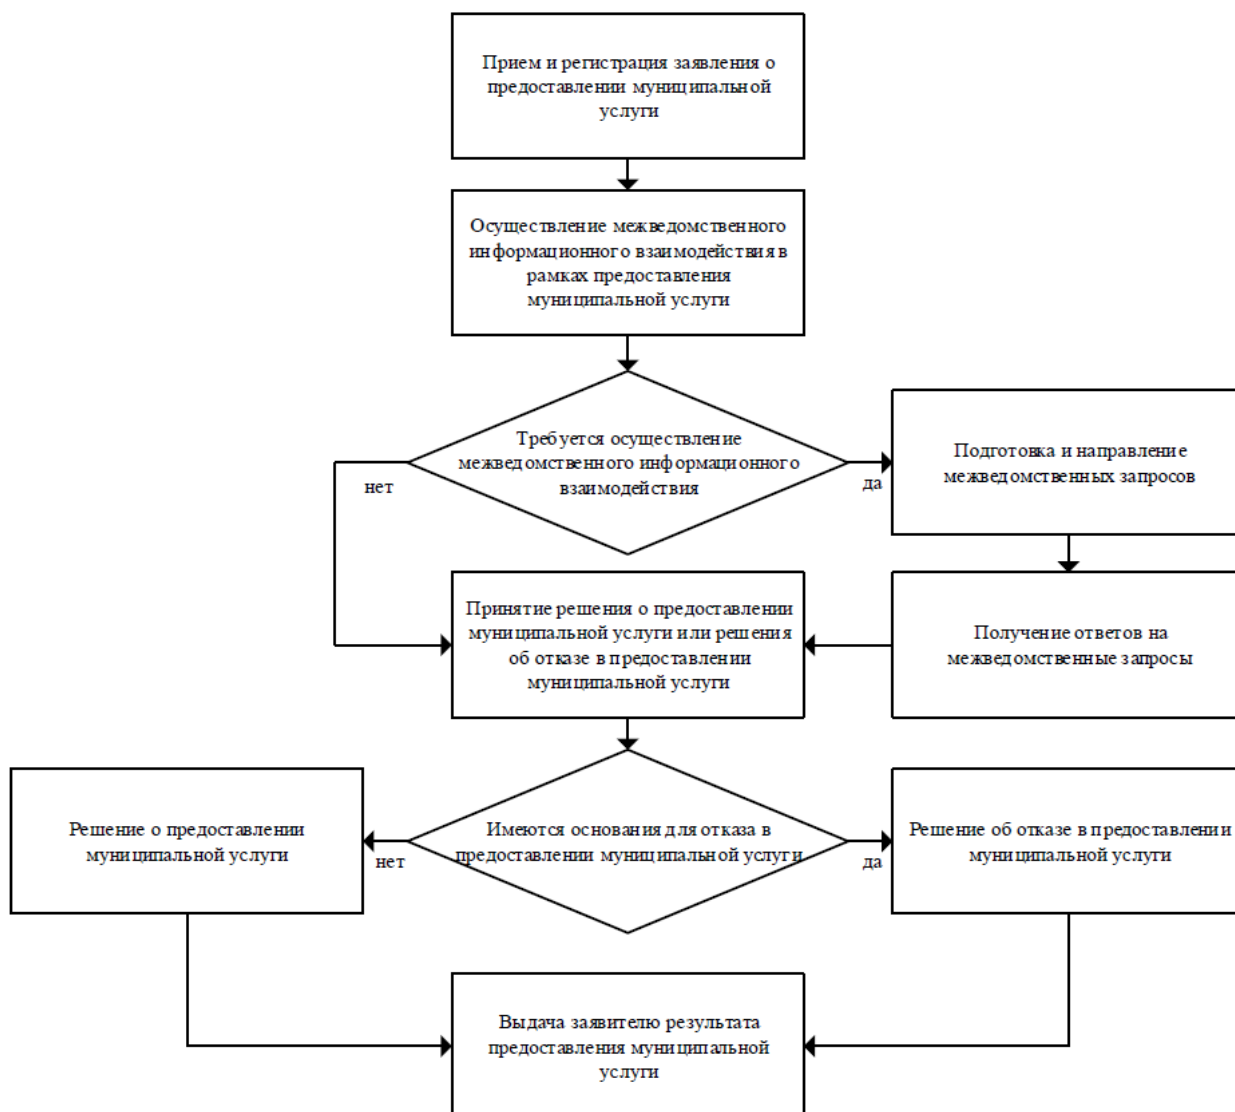 Прием и регистрация заявления о
предоставлении муниципальной
услуги
Осуществление межведомственного
информационного взаимодействия в
рамках предоставления
муниципальной услуги
Требуется осуществление
межведомственного информационного
взаимодействия
нет
да
Подготовка и направление
межведомственных запросов
Принятие решения о предоставлении
муниципальной услуги или решения
об отказе в предоставлении
муниципальной услуги
Получение ответов на
межведомственные запросы
Решение о предоставлении
муниципальной услуги
нет
Имеются основания для отказа в
предоставлении муниципальной услуги
да
Решение об отказе в предоставлении
муниципальной услуги
Выдача заявителю результата
предоставления муниципальной
услуги